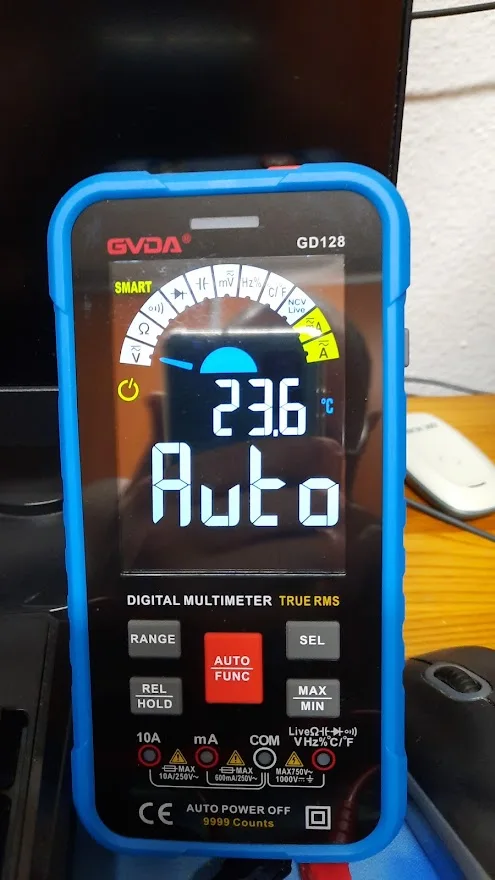 GVDA®
GD128
SMART
V Ω mV Hz% °C/°F NCV Live A A
23.6 °C
Auto
DIGITAL MULTIMETER TRUE RMS
RANGE
SEL
AUTO
FUNC
REL
HOLD
MAX
MIN
10A mA COM
LiveΩ
VHz%°C/°F
MAX
10A/250V~
MAX
600mA/250V~
MAX750V~
1000V
CE
AUTO POWER OFF
9999 Counts